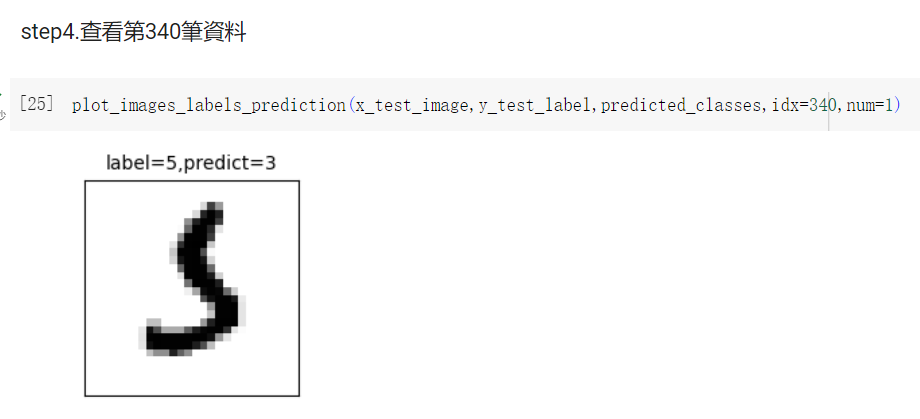 step4.查看第340筆資料
[25] plot_images_labels_prediction(x_test_image,y_test_label,predicted_classes,idx=340,num=1)
label=5,predict=3